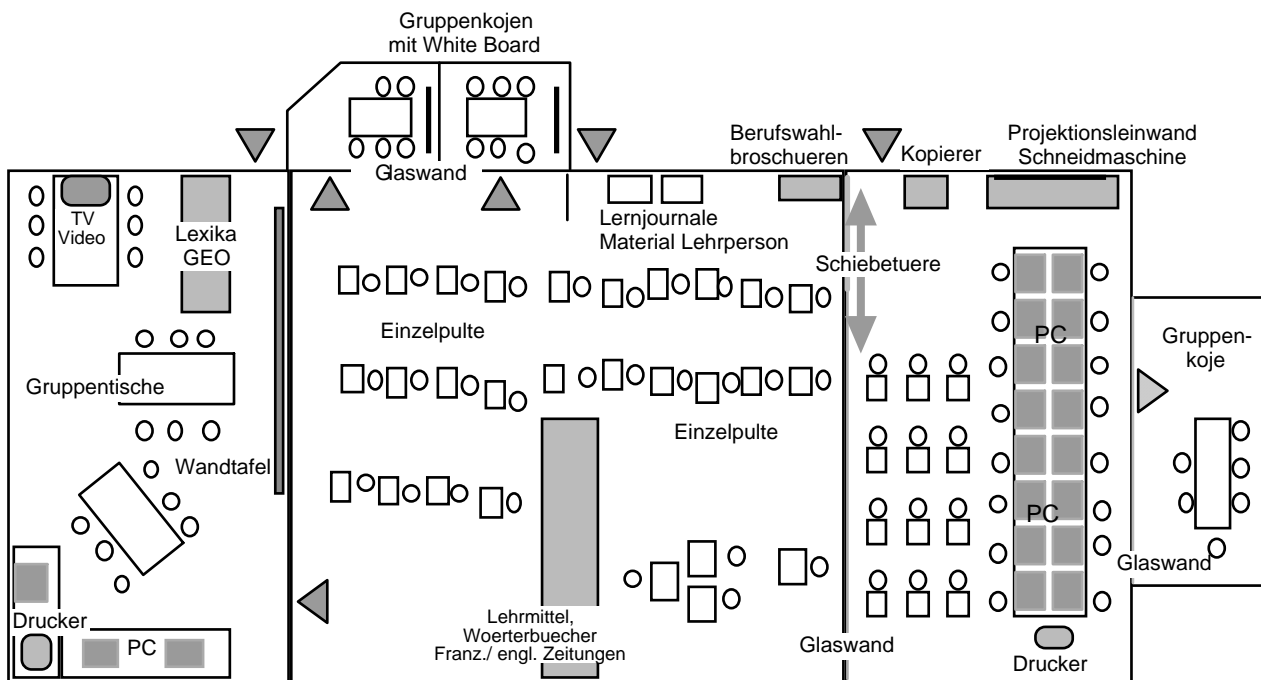 Gruppenkojen
mit White Board
Glaswand
Berufswahl-
broschueren
Kopierer
Projektionsleinwand
Schneidmaschine
TV
Video
Lexika
GEO
Lernjournale
Material Lehrperson
Schiebetuere
Einzelpulte
PC
Gruppen-
koje
Gruppentische
Einzelpulte
Wandtafel
PC
Glaswand
Drucker
PC
Lehrmittel,
Woerterbuecher
Franz./ engl. Zeitungen
Glaswand
Drucker